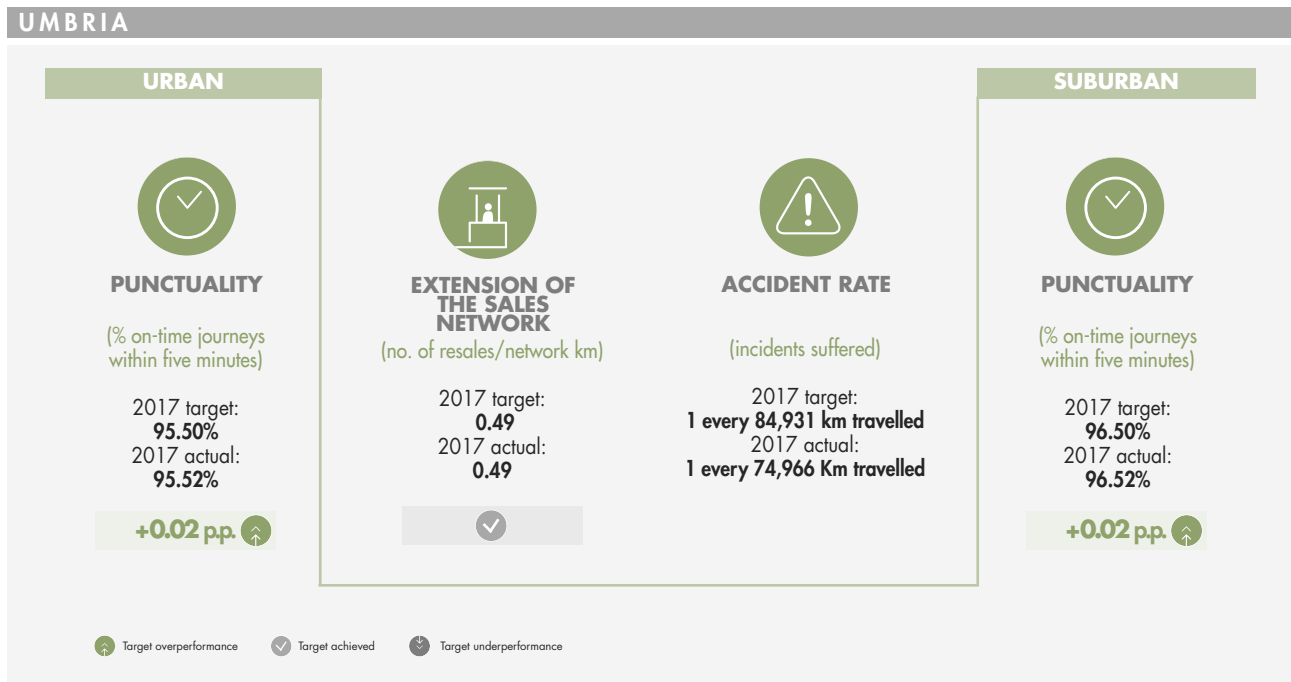 UMBRIA
URBAN
PUNCTUALITY
(% on-time journeys
within five minutes)
2017 target:
95.50%
2017 actual:
95.52%
+0.02 p.p.
EXTENSION OF
THE SALES
NETWORK
(no. of resales/network km)
2017 target:
0.49
2017 actual:
0.49
ACCIDENT RATE
(incidents suffered)
2017 target:
1 every 84,931 km travelled
2017 actual:
1 every 74,966 Km travelled
SUBURBAN
PUNCTUALITY
(% on-time journeys
within five minutes)
2017 target:
96.50%
2017 actual:
96.52%
+0.02 p.p.
Target overperformance
Target achieved
Target underperformance